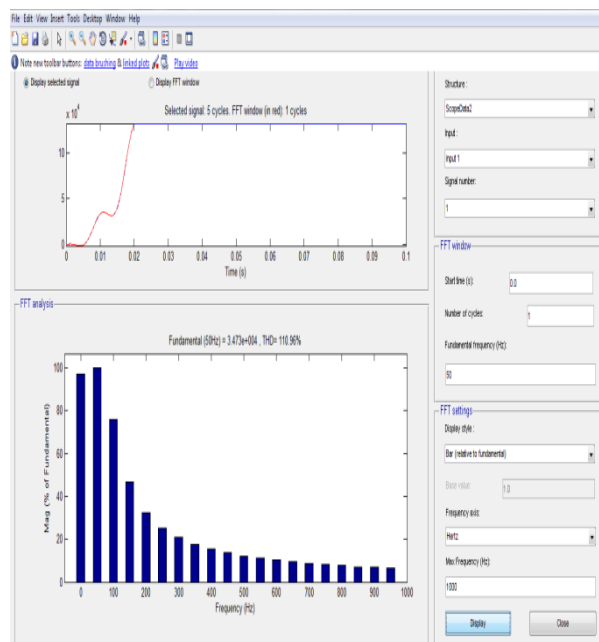 File Edit View Insert Tools Desktop Window Help
Note new toolbar buttons: data brushing & linked plots Play video
Display selected signal Display FFT window
x 10^4
Selected signal: 5 cycles. FFT window (in red): 1 cycles
10
5
0
0 0.01 0.02 0.03 0.04 0.05 0.06 0.07 0.08 0.09 0.1
Time (s)
FFT analysis
Fundamental (50Hz) = 3.473e+004 , THD= 110.96%
100
80
60
40
20
0
Mag (% of Fundamental)
0 100 200 300 400 500 600 700 800 900 1000
Frequency (Hz)
Structure :
ScopeData2
Input :
input 1
Signal number:
1
FFT window
Start time (s): 0.0
Number of cycles: 1
Fundamental frequency (Hz):
50
FFT settings
Display style :
Bar (relative to fundamental)
Base value: 1.0
Frequency axis:
Hertz
Max Frequency (Hz):
1000
Display Close